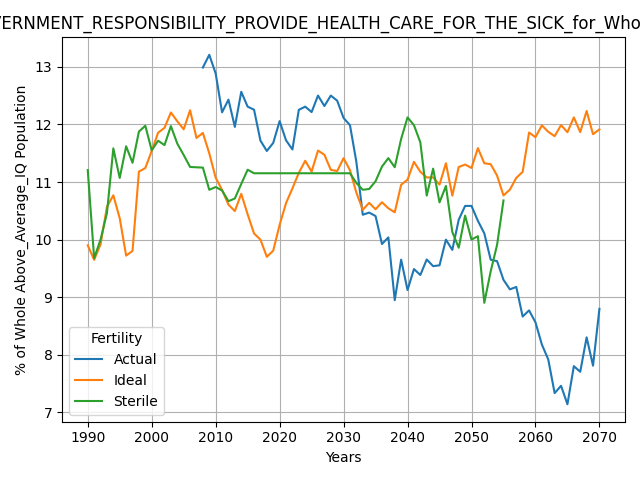 VERNMENT_RESPONSIBILITY_PROVIDE_HEALTH_CARE_FOR_THE_SICK_for_Who
% of Whole Above_Average_IQ Population
13
12
11
10
9
8
7
Fertility
Actual
Ideal
Sterile
1990 2000 2010 2020 2030 2040 2050 2060 2070
Years